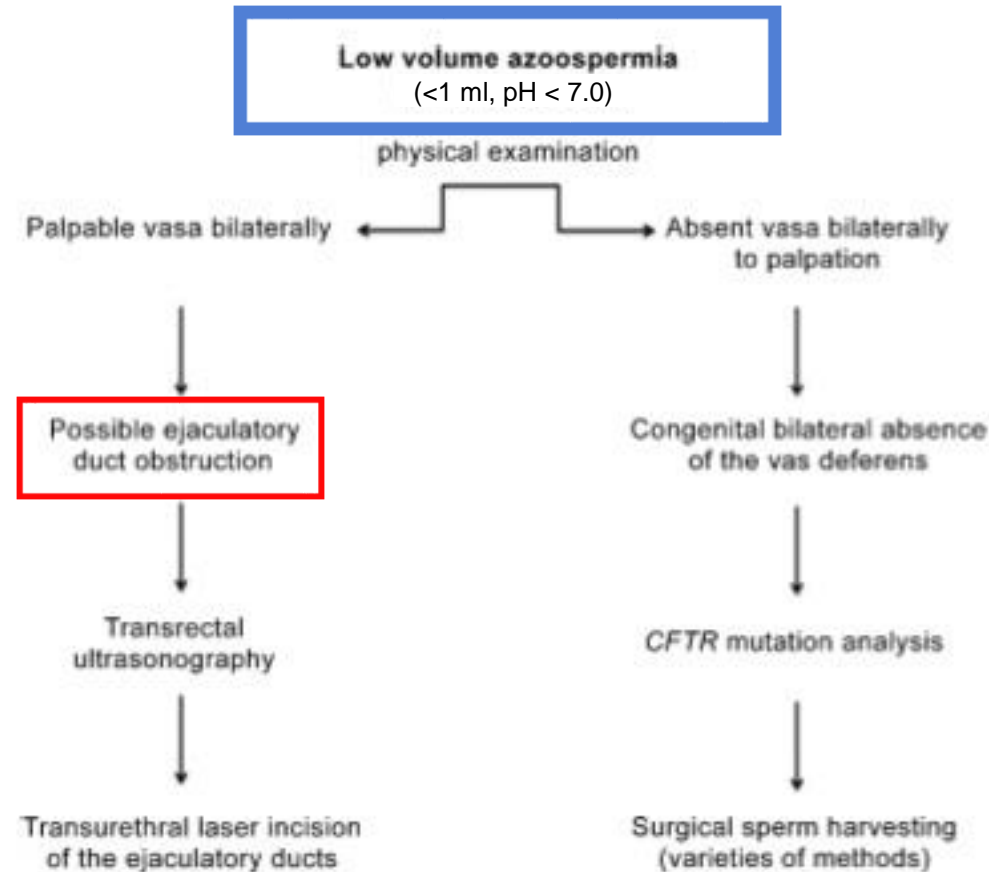 Low volume azoospermia
(<1 ml, pH < 7.0)
physical examination
Palpable vasa bilaterally
Absent vasa bilaterally
to palpation
Possible ejaculatory
duct obstruction
Congenital bilateral absence
of the vas deferens
Transrectal
ultrasonography
CFTR mutation analysis
Transurethral laser incision
of the ejaculatory ducts
Surgical sperm harvesting
(varieties of methods)